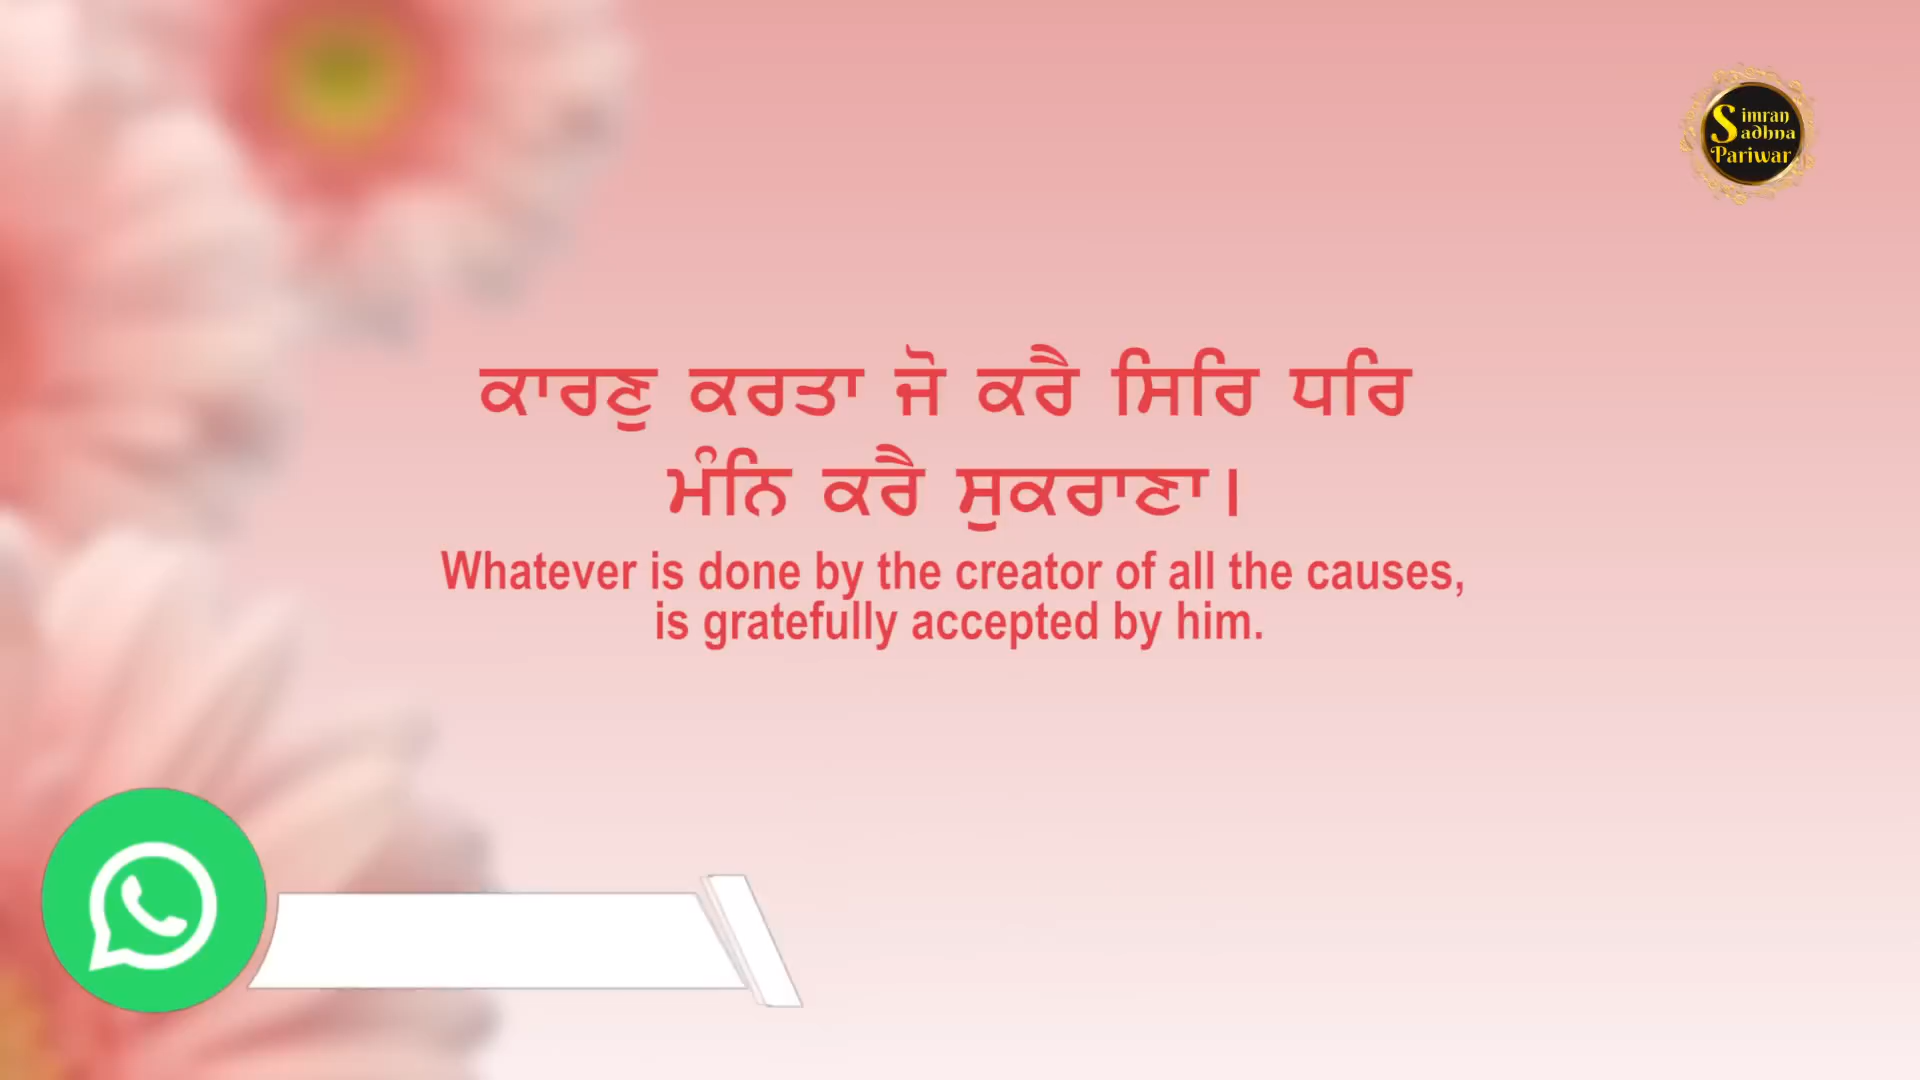 Simran
Sadhna
Pariwar
ਕਾਰਣੁ ਕਰਤਾ ਜੋ ਕਰੈ ਸਿਰਿ ਧਰਿ
ਮੰਨਿ ਕਰੈ ਸੁਕਰਾਣਾ।
Whatever is done by the creator of all the causes,
is gratefully accepted by him.